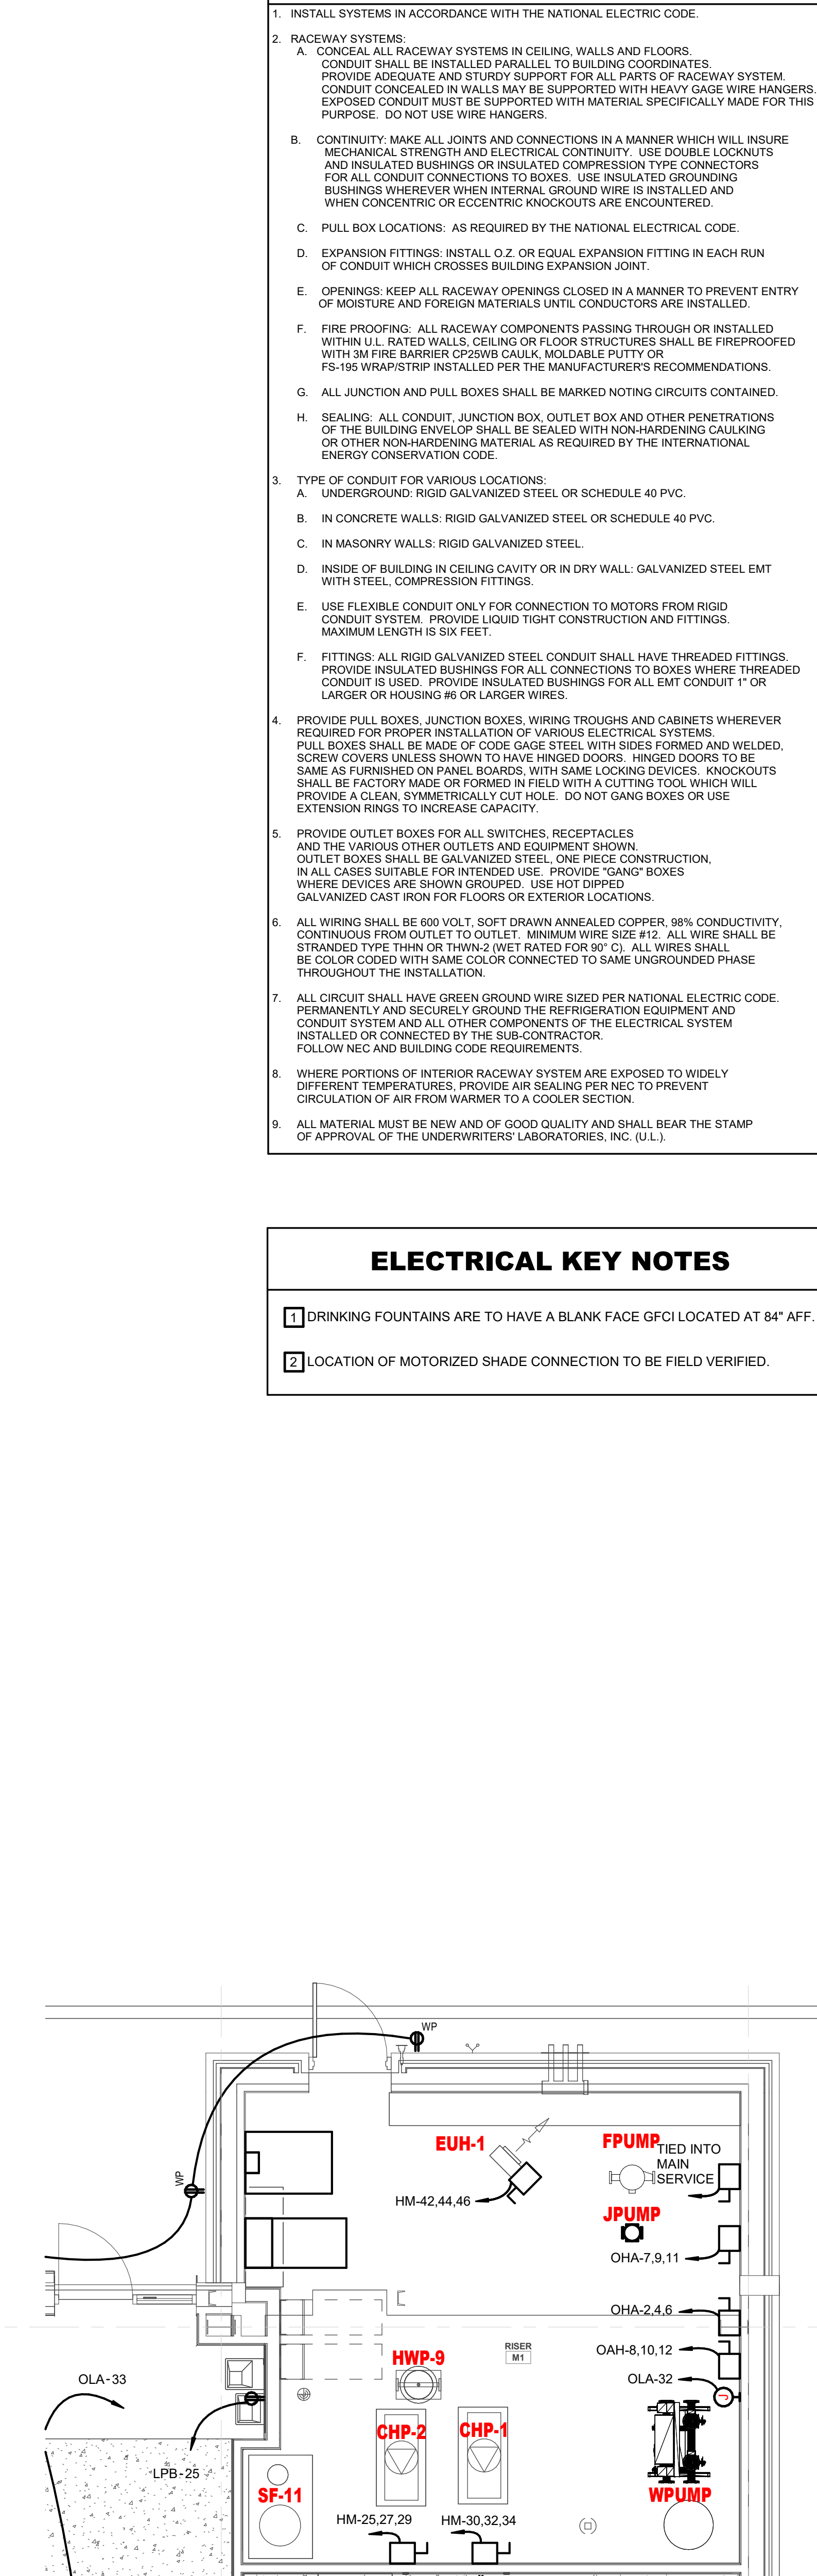 1. INSTALL SYSTEMS IN ACCORDANCE WITH THE NATIONAL ELECTRIC CODE.
2. RACEWAY SYSTEMS:
A. CONCEAL ALL RACEWAY SYSTEMS IN CEILING, WALLS AND FLOORS.
CONDUIT SHALL BE INSTALLED PARALLEL TO BUILDING COORDINATES.
PROVIDE ADEQUATE AND STURDY SUPPORT FOR ALL PARTS OF RACEWAY SYSTEM.
CONDUIT CONCEALED IN WALLS MAY BE SUPPORTED WITH HEAVY GAGE WIRE HANGERS.
EXPOSED CONDUIT MUST BE SUPPORTED WITH MATERIAL SPECIFICALLY MADE FOR THIS
PURPOSE. DO NOT USE WIRE HANGERS.
B. CONTINUITY: MAKE ALL JOINTS AND CONNECTIONS IN A MANNER WHICH WILL INSURE
MECHANICAL STRENGTH AND ELECTRICAL CONTINUITY. USE DOUBLE LOCKNUTS
AND INSULATED BUSHINGS OR INSULATED COMPRESSION TYPE CONNECTORS
FOR ALL CONDUIT CONNECTIONS TO BOXES. USE INSULATED GROUNDING
BUSHINGS WHEREVER WHEN INTERNAL GROUND WIRE IS INSTALLED AND
WHEN CONCENTRIC OR ECCENTRIC KNOCKOUTS ARE ENCOUNTERED.
C. PULL BOX LOCATIONS: AS REQUIRED BY THE NATIONAL ELECTRICAL CODE.
D. EXPANSION FITTINGS: INSTALL O.Z. OR EQUAL EXPANSION FITTING IN EACH RUN
OF CONDUIT WHICH CROSSES BUILDING EXPANSION JOINT.
E. OPENINGS: KEEP ALL RACEWAY OPENINGS CLOSED IN A MANNER TO PREVENT ENTRY
OF MOISTURE AND FOREIGN MATERIALS UNTIL CONDUCTORS ARE INSTALLED.
F. FIRE PROOFING: ALL RACEWAY COMPONENTS PASSING THROUGH OR INSTALLED
WITHIN U.L. RATED WALLS, CEILING OR FLOOR STRUCTURES SHALL BE FIREPROOFED
WITH 3M FIRE BARRIER CP25WB CAULK, MOLDABLE PUTTY OR
FS-195 WRAP/STRIP INSTALLED PER THE MANUFACTURER'S RECOMMENDATIONS.
G. ALL JUNCTION AND PULL BOXES SHALL BE MARKED NOTING CIRCUITS CONTAINED.
H. SEALING: ALL CONDUIT, JUNCTION BOX, OUTLET BOX AND OTHER PENETRATIONS
OF THE BUILDING ENVELOP SHALL BE SEALED WITH NON-HARDENING CAULKING
OR OTHER NON-HARDENING MATERIAL AS REQUIRED BY THE INTERNATIONAL
ENERGY CONSERVATION CODE.
3. TYPE OF CONDUIT FOR VARIOUS LOCATIONS:
A. UNDERGROUND: RIGID GALVANIZED STEEL OR SCHEDULE 40 PVC.
B. IN CONCRETE WALLS: RIGID GALVANIZED STEEL OR SCHEDULE 40 PVC.
C. IN MASONRY WALLS: RIGID GALVANIZED STEEL.
D. INSIDE OF BUILDING IN CEILING CAVITY OR IN DRY WALL: GALVANIZED STEEL EMT
WITH STEEL, COMPRESSION FITTINGS.
E. USE FLEXIBLE CONDUIT ONLY FOR CONNECTION TO MOTORS FROM RIGID
CONDUIT SYSTEM. PROVIDE LIQUID TIGHT CONSTRUCTION AND FITTINGS.
MAXIMUM LENGTH IS SIX FEET.
F. FITTINGS: ALL RIGID GALVANIZED STEEL CONDUIT SHALL HAVE THREADED FITTINGS.
PROVIDE INSULATED BUSHINGS FOR ALL CONNECTIONS TO BOXES WHERE THREADED
CONDUIT IS USED. PROVIDE INSULATED BUSHINGS FOR ALL EMT CONDUIT 1" OR
LARGER OR HOUSING #6 OR LARGER WIRES.
4. PROVIDE PULL BOXES, JUNCTION BOXES, WIRING TROUGHS AND CABINETS WHEREVER
REQUIRED FOR PROPER INSTALLATION OF VARIOUS ELECTRICAL SYSTEMS.
PULL BOXES SHALL BE MADE OF CODE GAGE STEEL WITH SIDES FORMED AND WELDED,
SCREW COVERS UNLESS SHOWN TO HAVE HINGED DOORS. HINGED DOORS TO BE
SAME AS FURNISHED ON PANEL BOARDS, WITH SAME LOCKING DEVICES. KNOCKOUTS
SHALL BE FACTORY MADE OR FORMED IN FIELD WITH A CUTTING TOOL WHICH WILL
PROVIDE A CLEAN, SYMMETRICALLY CUT HOLE. DO NOT GANG BOXES OR USE
EXTENSION RINGS TO INCREASE CAPACITY.
5. PROVIDE OUTLET BOXES FOR ALL SWITCHES, RECEPTACLES
AND THE VARIOUS OTHER OUTLETS AND EQUIPMENT SHOWN.
OUTLET BOXES SHALL BE GALVANIZED STEEL, ONE PIECE CONSTRUCTION,
IN ALL CASES SUITABLE FOR INTENDED USE. PROVIDE "GANG" BOXES
WHERE DEVICES ARE SHOWN GROUPED. USE HOT DIPPED
GALVANIZED CAST IRON FOR FLOORS OR EXTERIOR LOCATIONS.
6. ALL WIRING SHALL BE 600 VOLT, SOFT DRAWN ANNEALED COPPER, 98% CONDUCTIVITY,
CONTINUOUS FROM OUTLET TO OUTLET. MINIMUM WIRE SIZE #12. ALL WIRE SHALL BE
STRANDED TYPE THHN OR THWN-2 (WET RATED FOR 90° C). ALL WIRES SHALL
BE COLOR CODED WITH SAME COLOR CONNECTED TO SAME UNGROUNDED PHASE
THROUGHOUT THE INSTALLATION.
7. ALL CIRCUIT SHALL HAVE GREEN GROUND WIRE SIZED PER NATIONAL ELECTRIC CODE.
PERMANENTLY AND SECURELY GROUND THE REFRIGERATION EQUIPMENT AND
CONDUIT SYSTEM AND ALL OTHER COMPONENTS OF THE ELECTRICAL SYSTEM
INSTALLED OR CONNECTED BY THE SUB-CONTRACTOR.
FOLLOW NEC AND BUILDING CODE REQUIREMENTS.
8. WHERE PORTIONS OF INTERIOR RACEWAY SYSTEM ARE EXPOSED TO WIDELY
DIFFERENT TEMPERATURES, PROVIDE AIR SEALING PER NEC TO PREVENT
CIRCULATION OF AIR FROM WARMER TO A COOLER SECTION.
9. ALL MATERIAL MUST BE NEW AND OF GOOD QUALITY AND SHALL BEAR THE STAMP
OF APPROVAL OF THE UNDERWRITERS' LABORATORIES, INC. (U.L.).
ELECTRICAL KEY NOTES
1 DRINKING FOUNTAINS ARE TO HAVE A BLANK FACE GFCI LOCATED AT 84" AFF.
2 LOCATION OF MOTORIZED SHADE CONNECTION TO BE FIELD VERIFIED.
WP
EUH-1
FPUMP
TIED INTO
MAIN
SERVICE
WP
HM-42,44,46
JPUMP
OHA-7,9,11
OHA-2,4,6
RISER
M1
OAH-8,10,12
HWP-9
OLA-33
OLA-32
J
CHP-2
CHP-1
LPB-25
SF-11
WPUMP
HM-25,27,29
HM-30,32,34